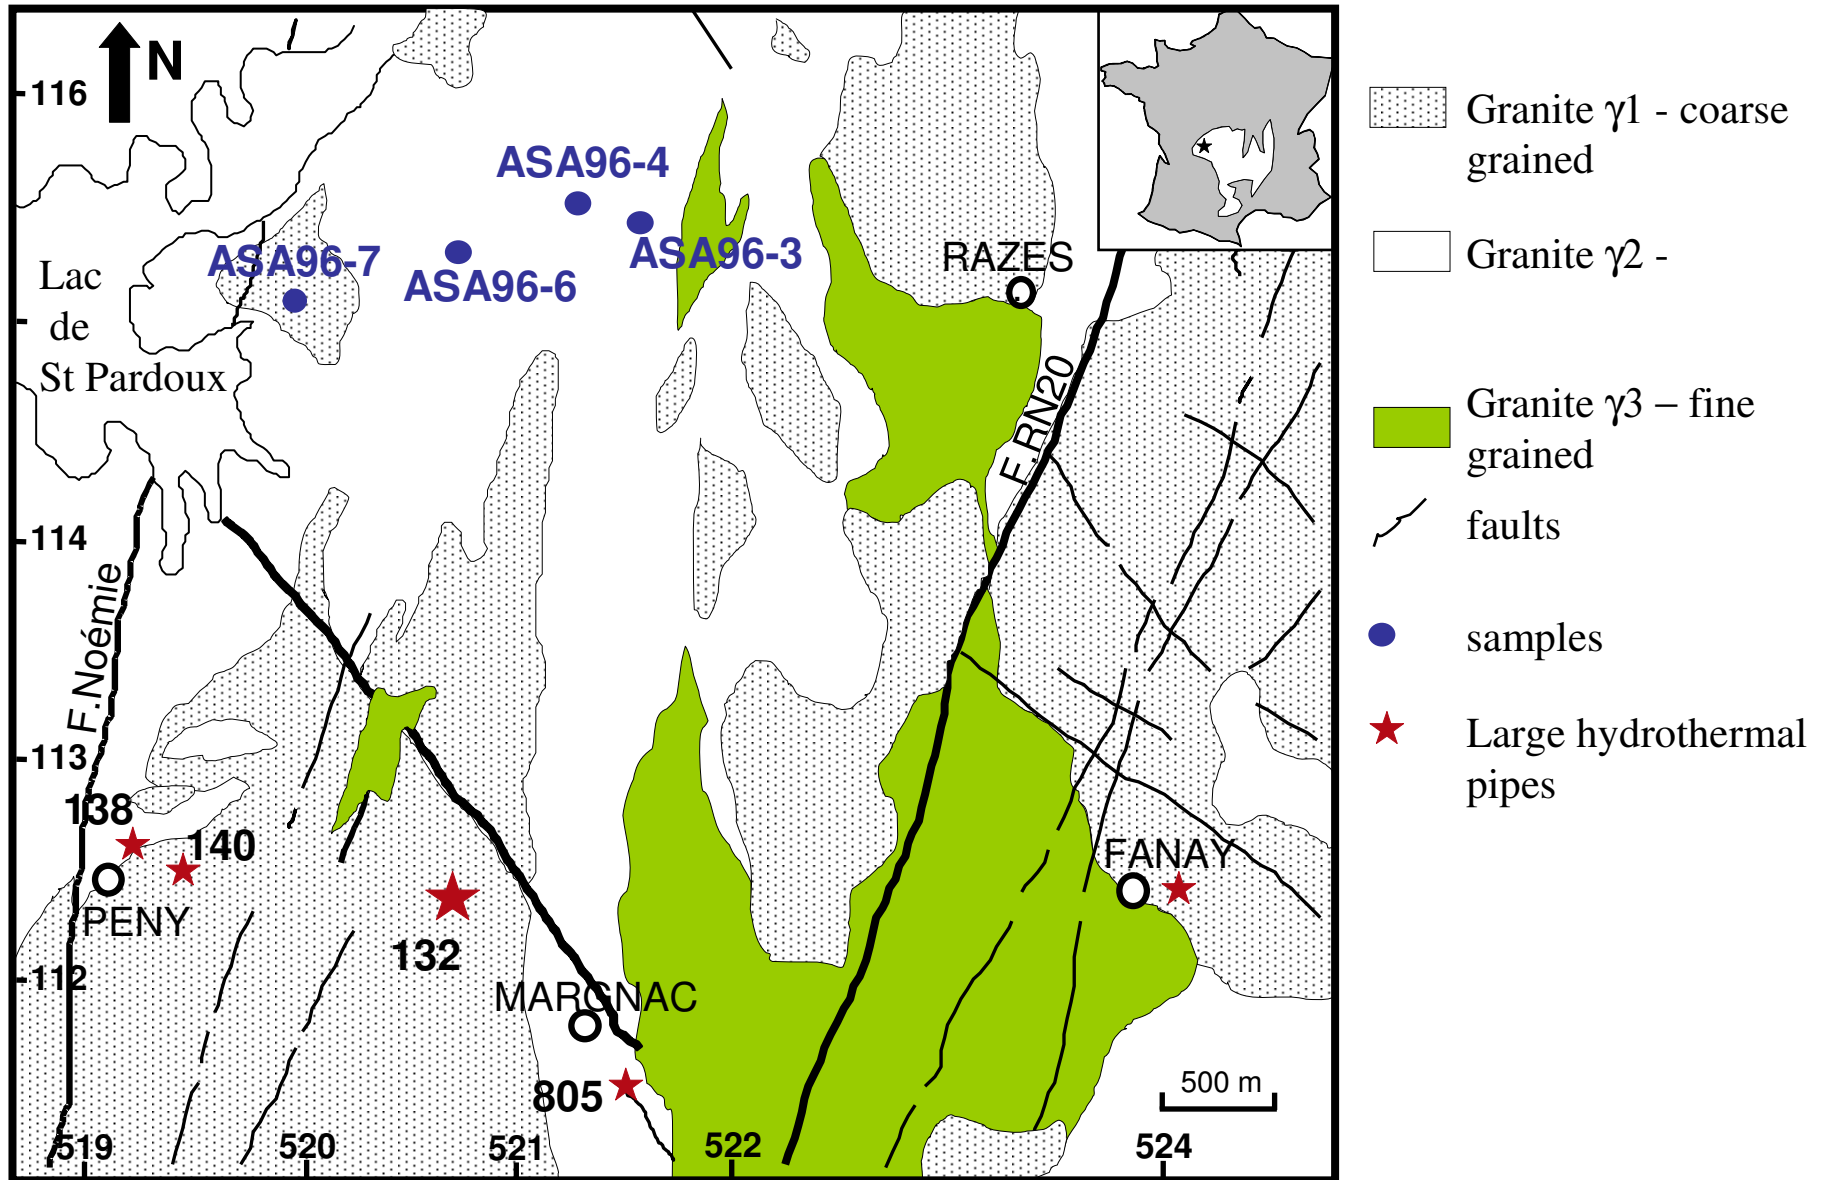 N
116
ASA96-4
ASA96-7
ASA96-6
ASA96-3
RAZES
Lac
de
St Pardoux
F.RN20
114
F.Noémie
113
138
140
PENY
132
FANAY
112
MARGNAC
805
500 m
519
520
521
522
524
Granite γ1 - coarse
grained
Granite γ2 -
Granite γ3 – fine
grained
faults
samples
Large hydrothermal
pipes